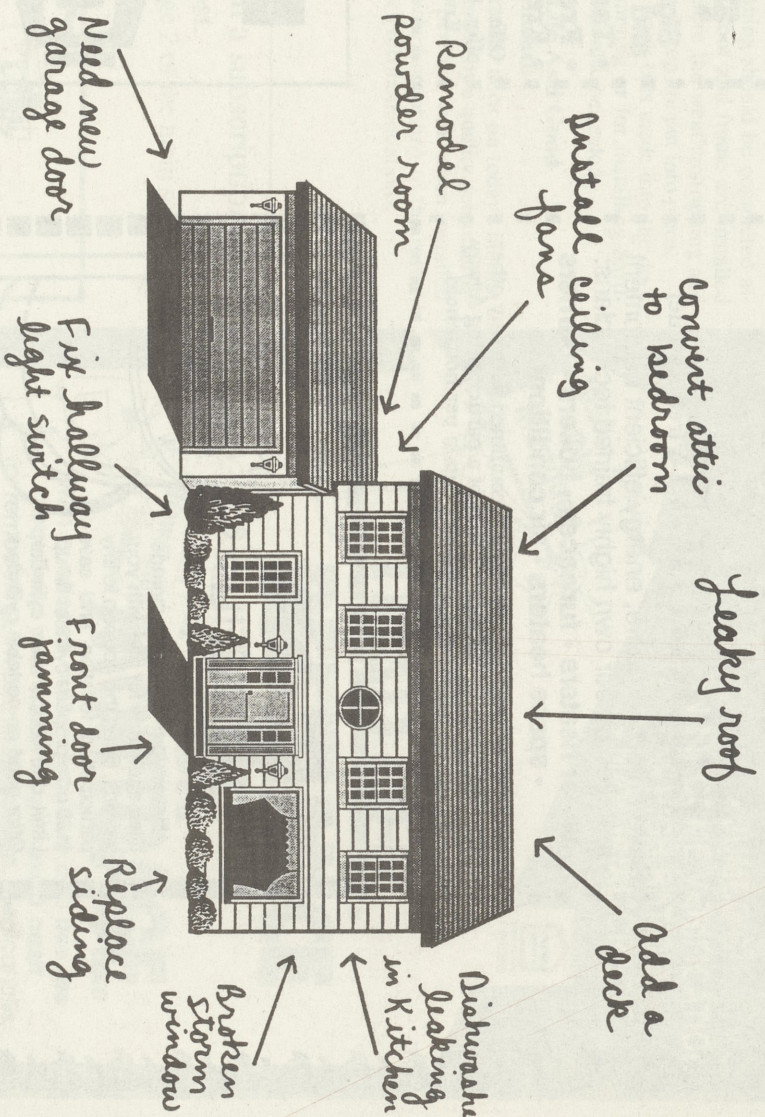 Leaky roof
Convert attic
to bedroom
Add a
deck
Install ceiling
fans
Remodel
powder room
Dishwashe
leaking
in Kitchen
Broken
storm
window
Need new
garage door
Fix hallway
light switch
Front door
jamming
Replace
siding